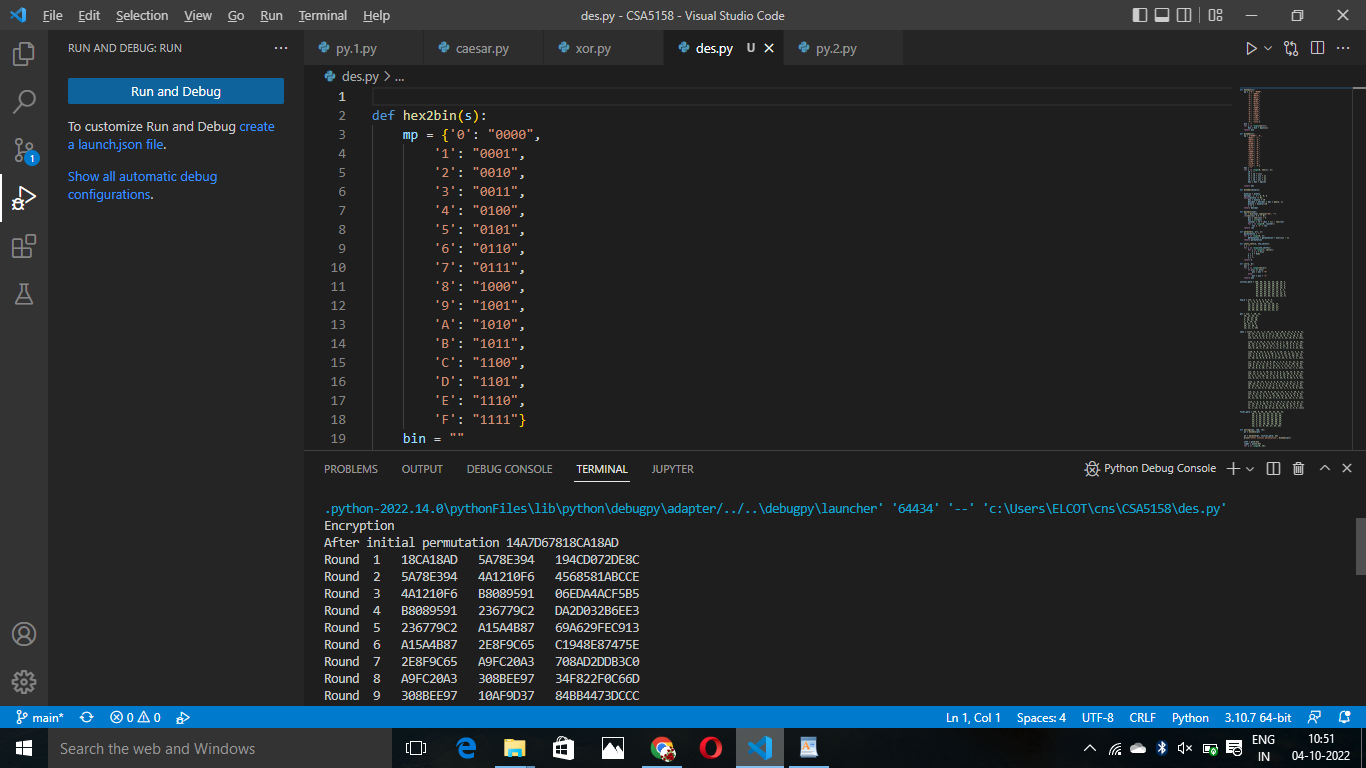 File Edit Selection View Go Run Terminal Help des.py - CSA5158 - Visual Studio Code
RUN AND DEBUG: RUN ...
Run and Debug
To customize Run and Debug create
a launch.json file.
Show all automatic debug
configurations.
1
py.1.py caesar.py xor.py des.py U py.2.py
des.py > ...
1
2 def hex2bin(s):
3 mp = {'0': "0000",
4 '1': "0001",
5 '2': "0010",
6 '3': "0011",
7 '4': "0100",
8 '5': "0101",
9 '6': "0110",
10 '7': "0111",
11 '8': "1000",
12 '9': "1001",
13 'A': "1010",
14 'B': "1011",
15 'C': "1100",
16 'D': "1101",
17 'E': "1110",
18 'F': "1111"}
19 bin = ""
PROBLEMS OUTPUT DEBUG CONSOLE TERMINAL JUPYTER Python Debug Console
.python-2022.14.0\pythonFiles\lib\python\debugpy\adapter/../..\debugpy\launcher' '64434' '--' 'c:\Users\ELCOT\cns\CSA5158\des.py'
Encryption
After initial permutation 14A7D67818CA18AD
Round 1 18CA18AD 5A78E394 194CD072DE8C
Round 2 5A78E394 4A1210F6 4568581ABCCE
Round 3 4A1210F6 B8089591 06EDA4ACF5B5
Round 4 B8089591 236779C2 DA2D032B6EE3
Round 5 236779C2 A15A4B87 69A629FEC913
Round 6 A15A4B87 2E8F9C65 C1948E87475E
Round 7 2E8F9C65 A9FC20A3 708AD2DDB3C0
Round 8 A9FC20A3 308BEE97 34F822F0C66D
Round 9 308BEE97 10AF9D37 84BB4473DCCC
main* 0 0 Ln 1, Col 1 Spaces: 4 UTF-8 CRLF Python 3.10.7 64-bit
Search the web and Windows
ENG
IN
10:51
04-10-2022